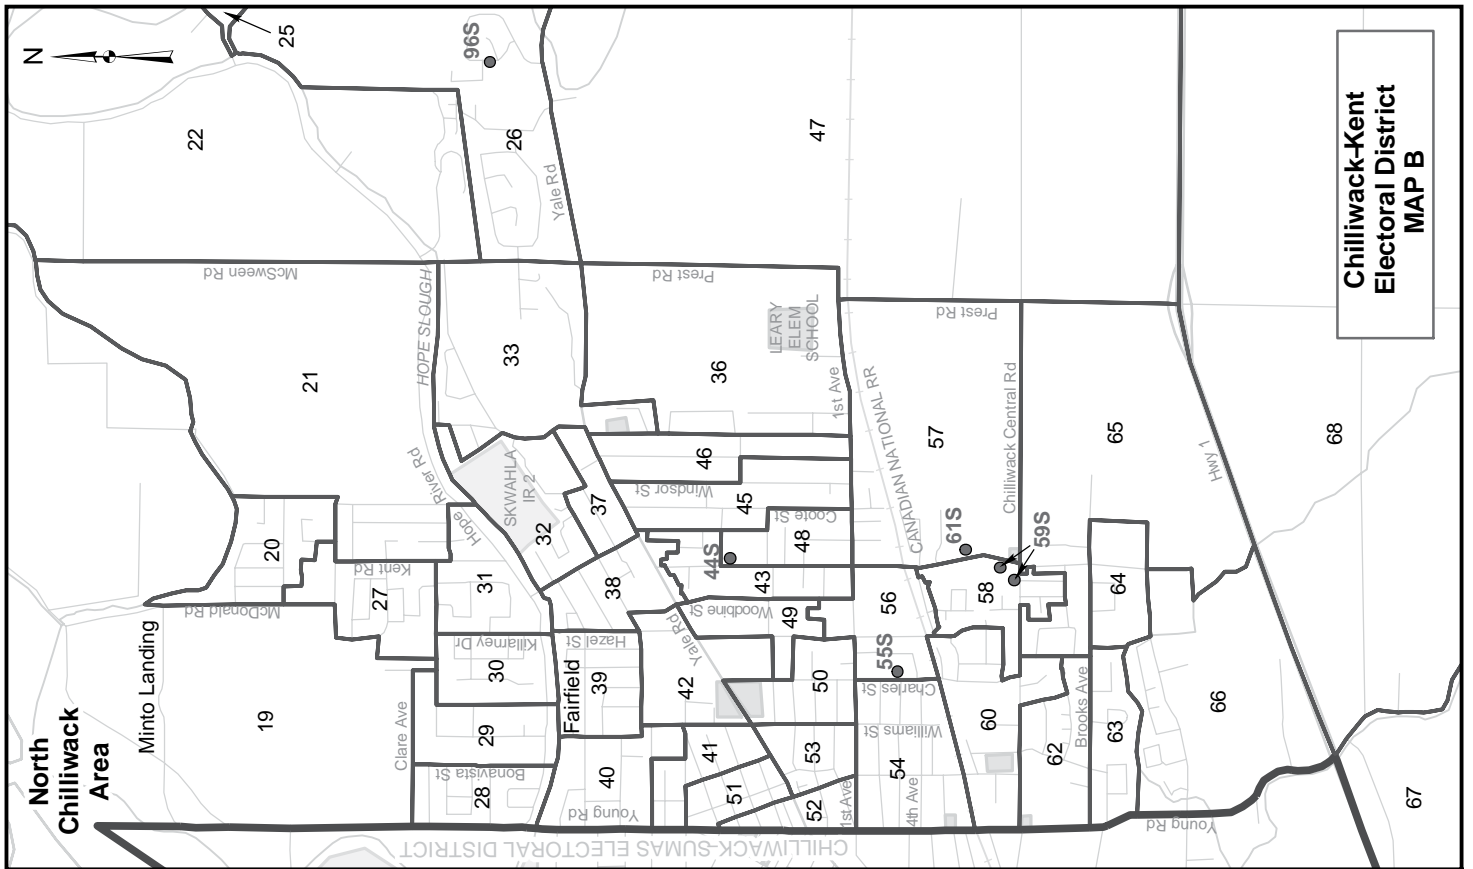 North
Chilliwack
Area
Chilliwack-Kent
Electoral District
MAP B
N
25
96S
22
26
47
Yale Rd
McSween Rd
HOPE SLOUGH
Prest Rd
LEARY
ELEM
SCHOOL
Prest Rd
21
33
36
1st Ave
CANADIAN NATIONAL RR
57
Chilliwack Central Rd
65
Hwy 1
68
Hope River Rd
SKWAHLA
IR 2
46
Windsor St
45
37
Coote St
20
32
48
61S
59S
44S
Kent Rd
31
27
38
43
64
58
McDonald Rd
Woodbine St
49
56
Minto Landing
Killarney Dr
Hazel St
Yale Rd
55S
30
Fairfield
39
42
50
Charles St
19
29
Clare Ave
Williams St
60
Brooks Ave
63
66
62
Bonavista St
41
53
54
28
40
51
Young Rd
52
1st Ave
4th Ave
Young Rd
67
CHILLIWACK-SUMAS ELECTORAL DISTRICT